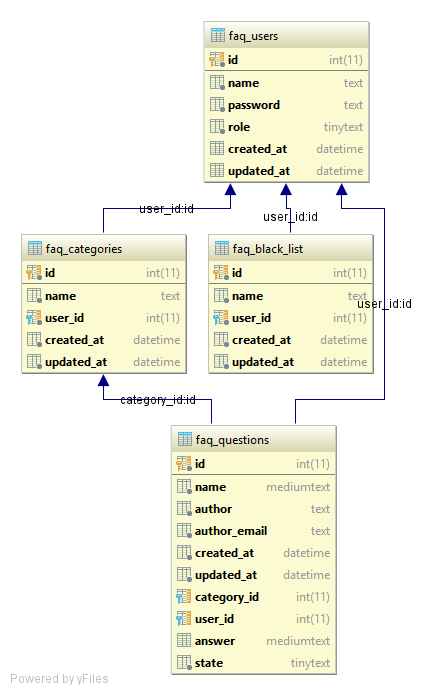 faq_users
id int(11)
name text
password text
role tinytext
created_at datetime
updated_at datetime
user_id:id
user_id:id
user_id:id
faq_categories
id int(11)
name text
user_id int(11)
created_at datetime
updated_at datetime
faq_black_list
id int(11)
name text
user_id int(11)
created_at datetime
updated_at datetime
category_id:id
faq_questions
id int(11)
name mediumtext
author text
author_email text
created_at datetime
updated_at datetime
category_id int(11)
user_id int(11)
answer mediumtext
state tinytext
Powered by yFiles